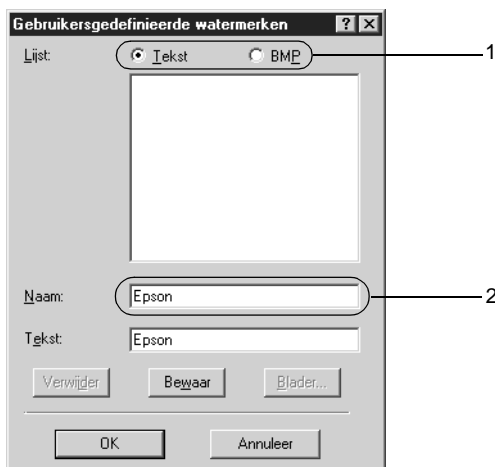 Gebruikersgedefinieerde watermerken ? ×
Lijst: Tekst BMP 1
Naam: Epson 2
Tekst: Epson
Verwijder Bewaar Blader...
OK Annuleer